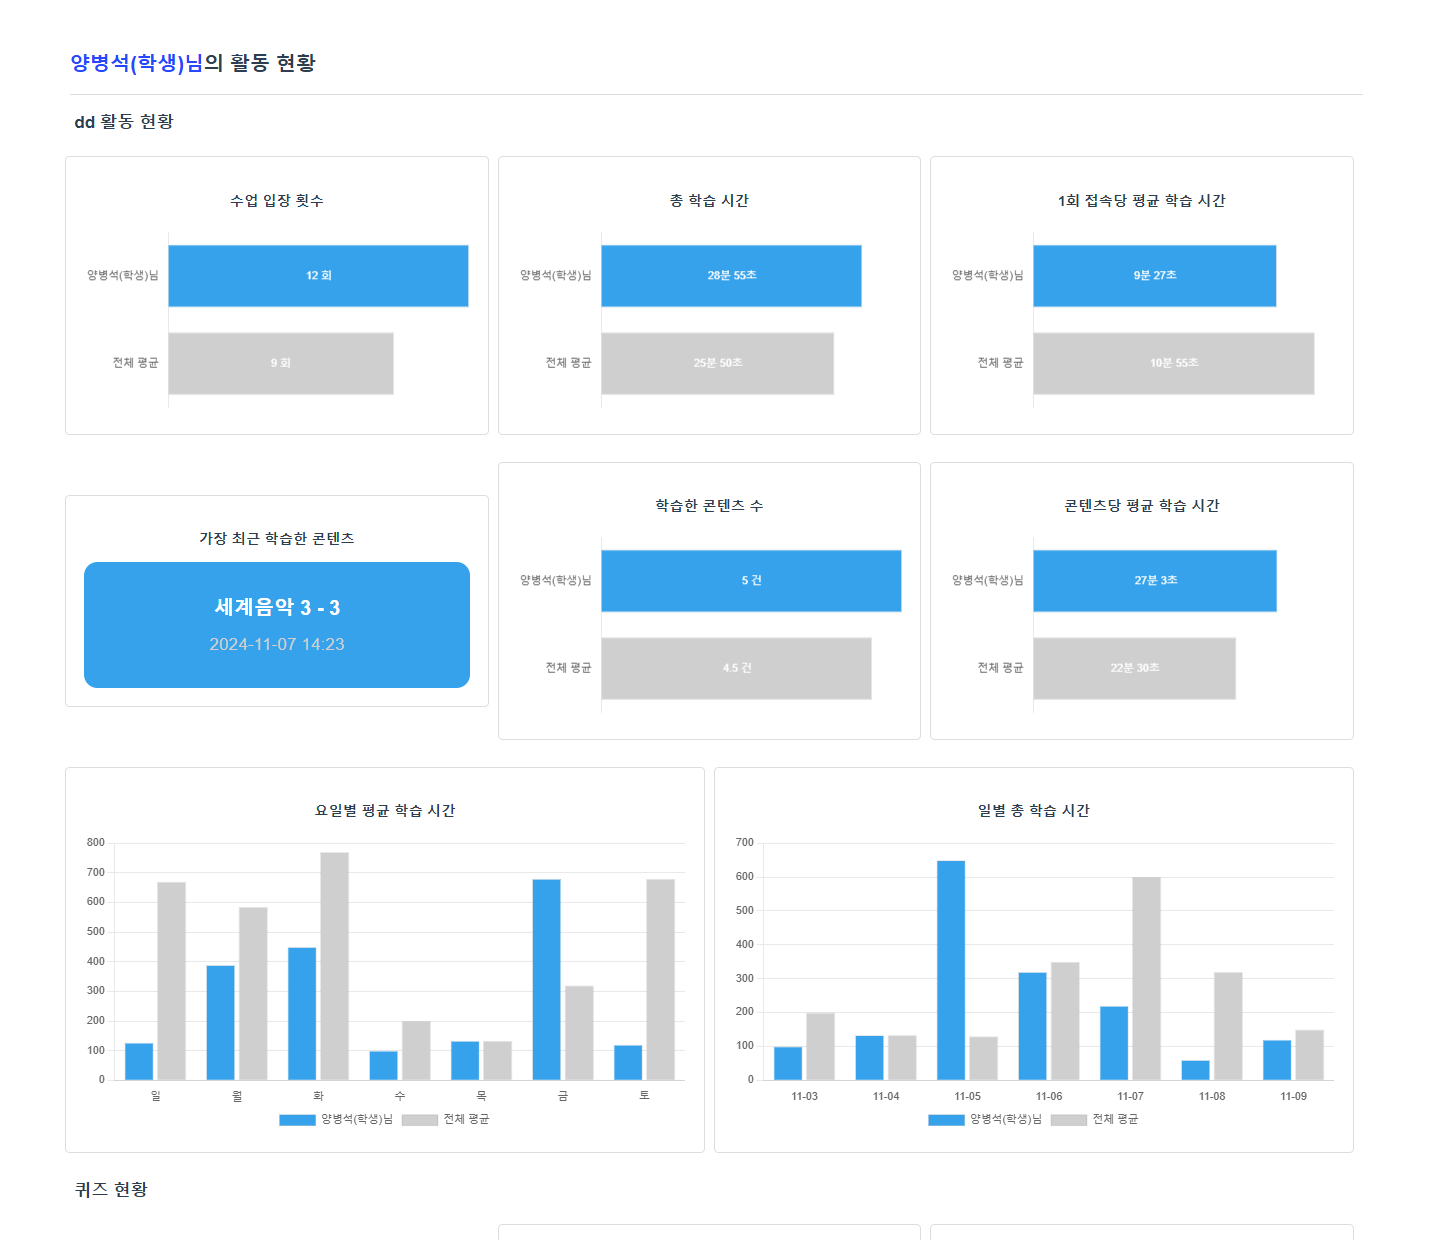 양병석(학생)님의 활동 현황
dd 활동 현황
수업 입장 횟수
양병석(학생)님
12 회
전체 평균
9 회
총 학습 시간
양병석(학생)님
28분 55초
전체 평균
25분 50초
1회 접속당 평균 학습 시간
양병석(학생)님
9분 27초
전체 평균
10분 55초
가장 최근 학습한 콘텐츠
세계음악 3 - 3
2024-11-07 14:23
학습한 콘텐츠 수
양병석(학생)님
5 건
전체 평균
4.5 건
콘텐츠당 평균 학습 시간
양병석(학생)님
27분 3초
전체 평균
22분 30초
요일별 평균 학습 시간
800
700
600
500
400
300
200
100
0
일 월 화 수 목 금 토
양병석(학생)님 전체 평균
일별 총 학습 시간
700
600
500
400
300
200
100
0
11-03 11-04 11-05 11-06 11-07 11-08 11-09
양병석(학생)님 전체 평균
퀴즈 현황